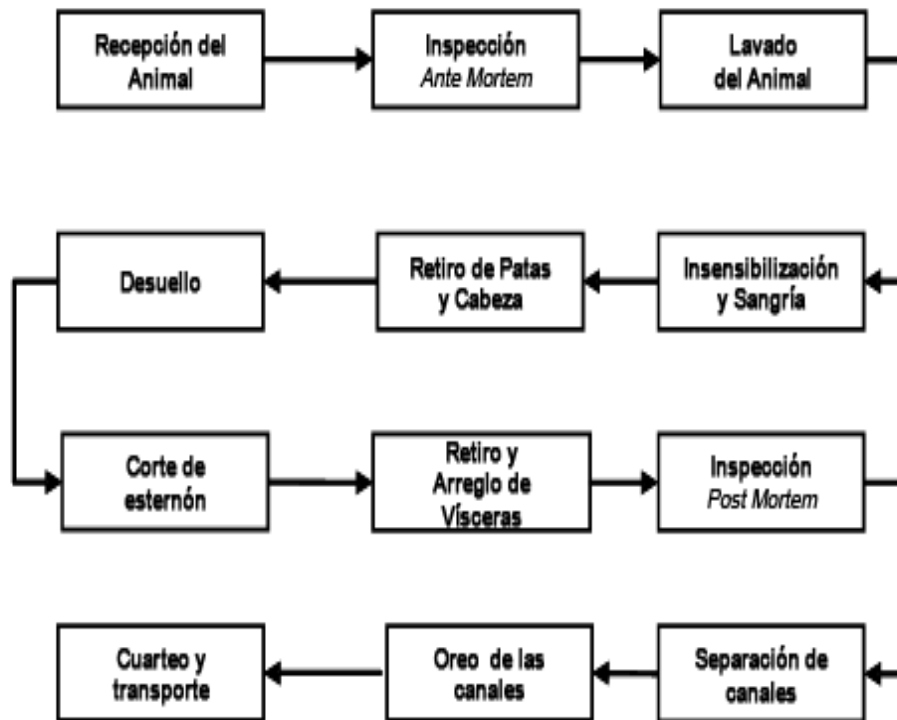 Recepción del
Animal
Inspección
Ante Mortem
Lavado
del Animal
Insensibilización
y Sangría
Retiro de Patas
y Cabeza
Desuello
Corte de
esternón
Retiro y
Arreglo de
Vísceras
Inspección
Post Mortem
Separación de
canales
Oreo de las
canales
Cuarteo y
transporte